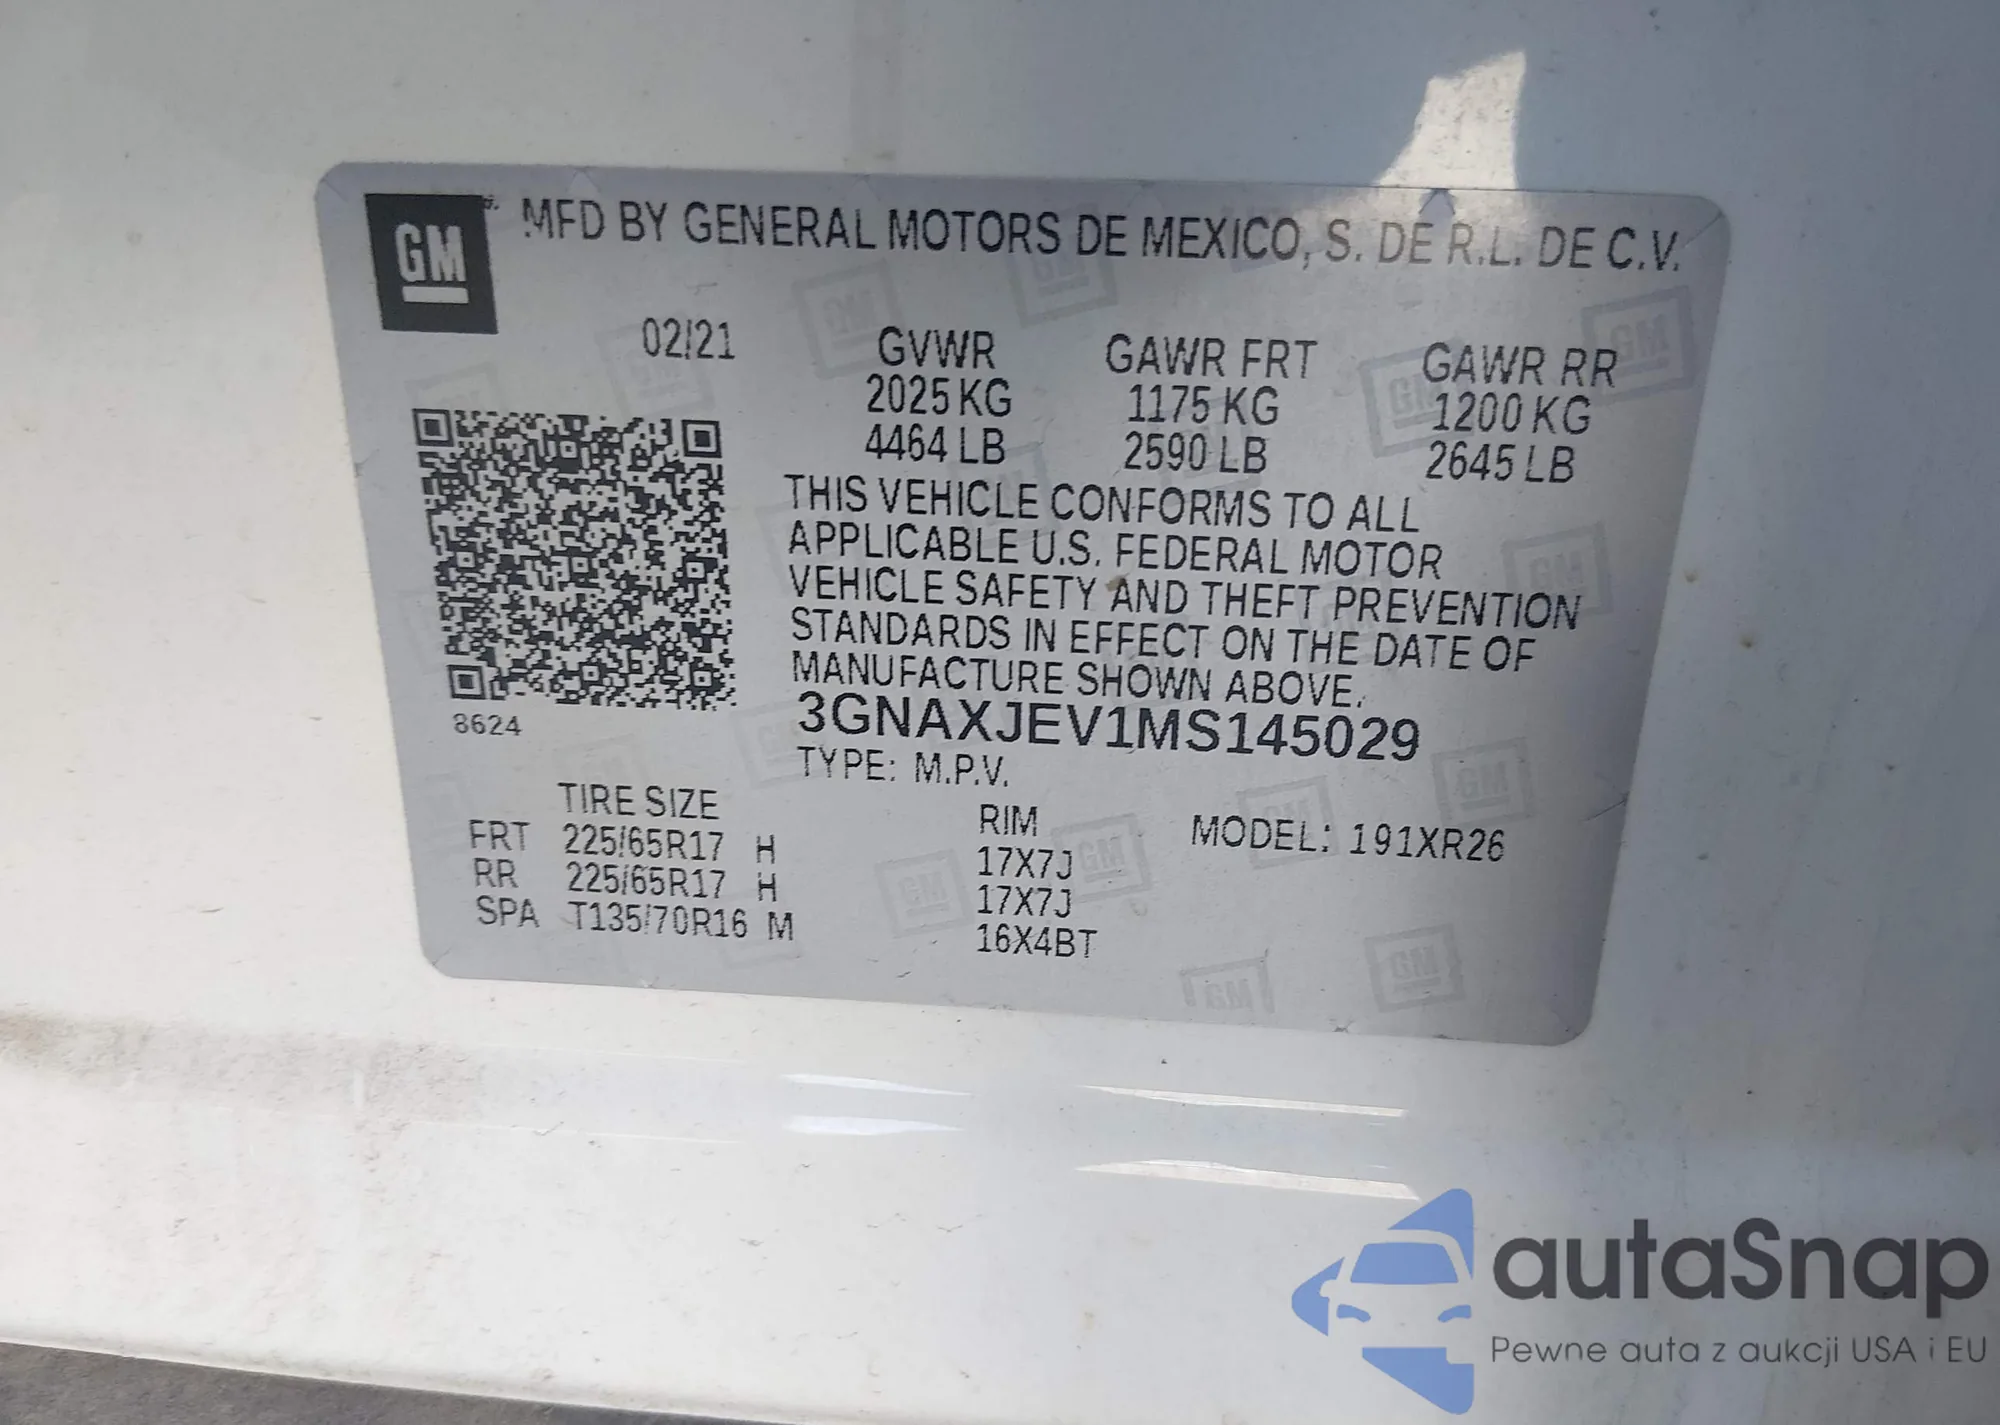 GM MFD BY GENERAL MOTORS DE MEXICO, S. DE R.L. DE C.V.
02/21 GVWR GAWR FRT GAWR RR
2025 KG 1175 KG 1200 KG
4464 LB 2590 LB 2645 LB
THIS VEHICLE CONFORMS TO ALL
APPLICABLE U.S. FEDERAL MOTOR
VEHICLE SAFETY AND THEFT PREVENTION
STANDARDS IN EFFECT ON THE DATE OF
MANUFACTURE SHOWN ABOVE.
8624 3GNAXJEV1MS145029
TYPE: M.P.V.
TIRE SIZE RIM MODEL: 191XR26
FRT 225/65R17 H 17X7J
RR 225/65R17 H 17X7J
SPA T135/70R16 M 16X4BT
autaSnap
Pewne auta z aukcji USA i EU